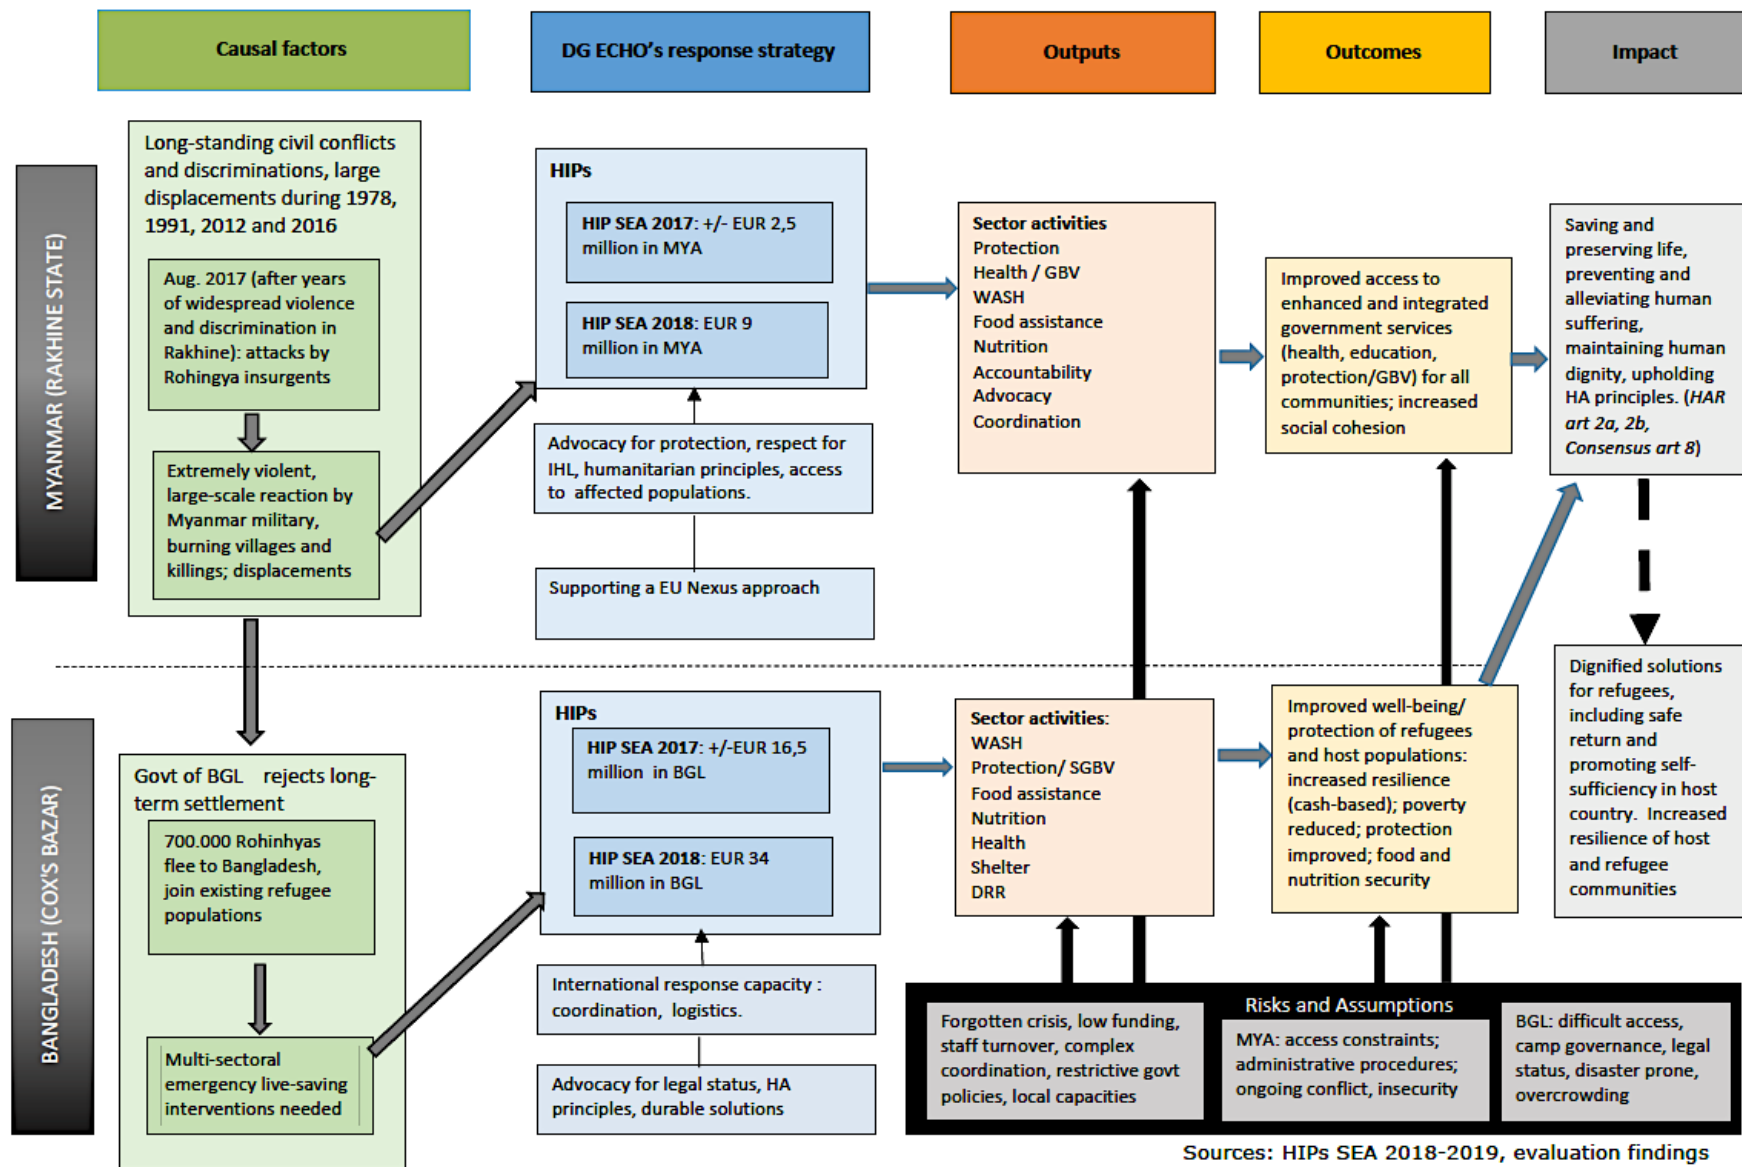 Causal factors
DG ECHO's response strategy
Outputs
Outcomes
Impact
MYANMAR (RAKHINE STATE)
Long-standing civil conflicts
and discriminations, large
displacements during 1978,
1991, 2012 and 2016
Aug. 2017 (after years
of widespread violence
and discrimination in
Rakhine): attacks by
Rohingya insurgents
Extremely violent,
large-scale reaction by
Myanmar military,
burning villages and
killings; displacements
HIPs
HIP SEA 2017: +/- EUR 2,5
million in MYA
HIP SEA 2018: EUR 9
million in MYA
Advocacy for protection, respect for
IHL, humanitarian principles, access
to affected populations.
Supporting a EU Nexus approach
Sector activities
Protection
Health / GBV
WASH
Food assistance
Nutrition
Accountability
Advocacy
Coordination
Improved access to
enhanced and integrated
government services
(health, education,
protection/GBV) for all
communities; increased
social cohesion
Saving and
preserving life,
preventing and
alleviating human
suffering,
maintaining human
dignity, upholding
HA principles. (HAR
art 2a, 2b,
Consensus art 8)
BANGLADESH (COX'S BAZAR)
Govt of BGL rejects long-
term settlement
700.000 Rohinhyas
flee to Bangladesh,
join existing refugee
populations
Multi-sectoral
emergency live-saving
interventions needed
HIPs
HIP SEA 2017: +/-EUR 16,5
million in BGL
HIP SEA 2018: EUR 34
million in BGL
International response capacity :
coordination, logistics.
Advocacy for legal status, HA
principles, durable solutions
Sector activities:
WASH
Protection/ SGBV
Food assistance
Nutrition
Health
Shelter
DRR
Improved well-being/
protection of refugees
and host populations:
increased resilience
(cash-based); poverty
reduced; protection
improved; food and
nutrition security
Dignified solutions
for refugees,
including safe
return and
promoting self-
sufficiency in host
country. Increased
resilience of host
and refugee
communities
Risks and Assumptions
Forgotten crisis, low funding,
staff turnover, complex
coordination, restrictive govt
policies, local capacities
MYA: access constraints;
administrative procedures;
ongoing conflict, insecurity
BGL: difficult access,
camp governance, legal
status, disaster prone,
overcrowding
Sources: HIPs SEA 2018-2019, evaluation findings